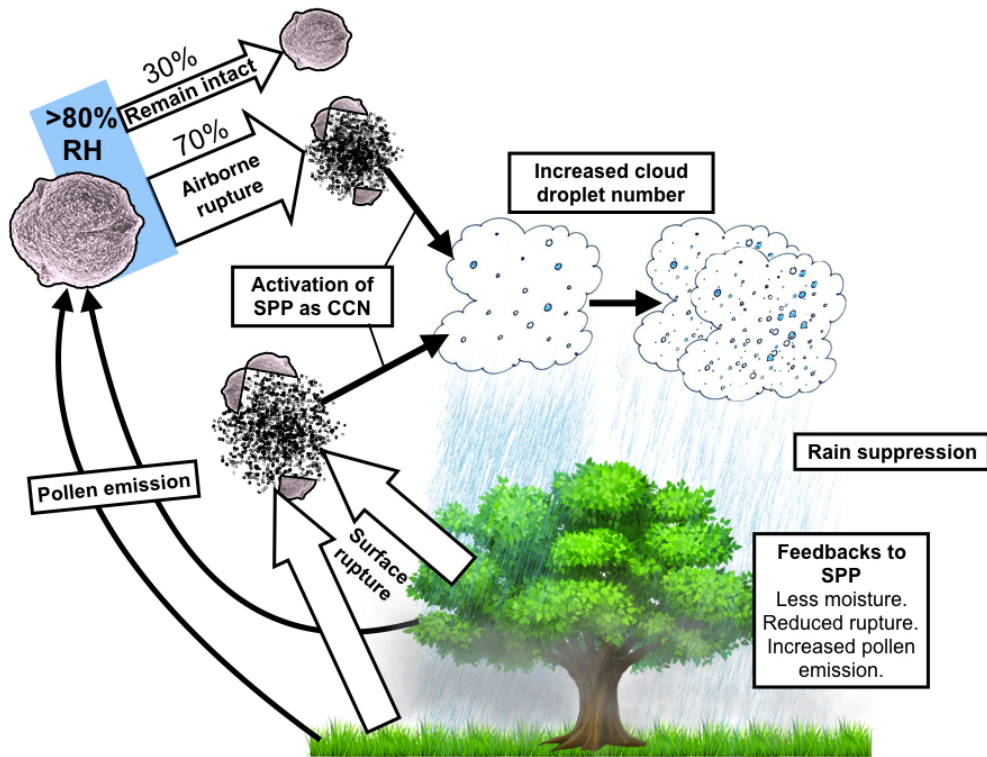 30%
Remain intact
>80%
RH
70%
Airborne
rupture
Increased cloud
droplet number
Activation of
SPP as CCN
Pollen emission
Surface
rupture
Rain suppression
Feedbacks to
SPP
Less moisture.
Reduced rupture.
Increased pollen
emission.